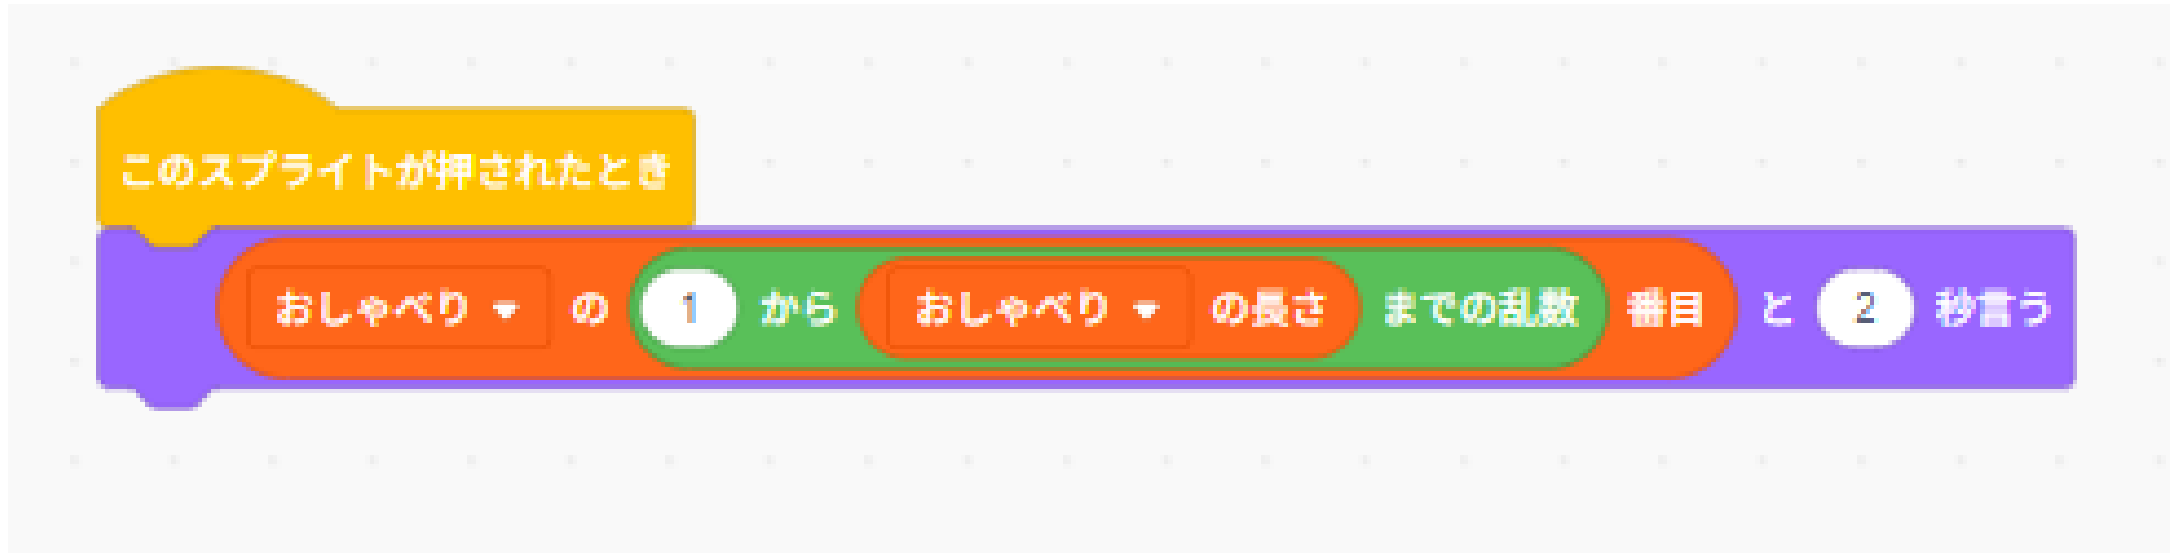 このスプライトが押されたとき
おしゃべり の 1 から おしゃべり の長さ までの乱数 番目 と 2 秒言う